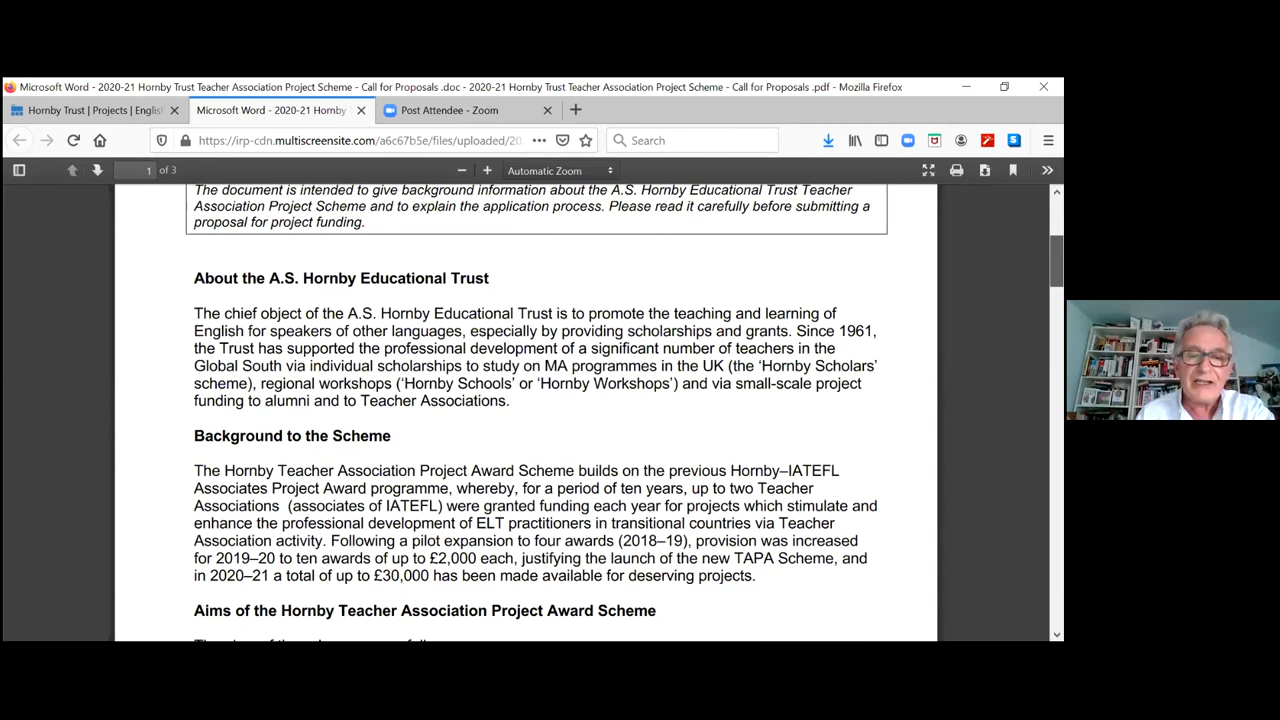 Microsoft Word - 2020-21 Hornby Trust Teacher Association Project Scheme - Call for Proposals .doc - 2020-21 Hornby Trust Teacher Association Project Scheme - Call for Proposals .pdf - Mozilla Firefox
Hornby Trust | Projects | Englis
Microsoft Word - 2020-21 Hornby
Post Attendee - Zoom
https://irp-cdn.multiscreensite.com/a6c67b5e/files/uploaded/20
Search
1 of 3
Automatic Zoom
The document is intended to give background information about the A.S. Hornby Educational Trust Teacher
Association Project Scheme and to explain the application process. Please read it carefully before submitting a
proposal for project funding.
About the A.S. Hornby Educational Trust
The chief object of the A.S. Hornby Educational Trust is to promote the teaching and learning of
English for speakers of other languages, especially by providing scholarships and grants. Since 1961,
the Trust has supported the professional development of a significant number of teachers in the
Global South via individual scholarships to study on MA programmes in the UK (the ‘Hornby Scholars’
scheme), regional workshops (‘Hornby Schools’ or ‘Hornby Workshops’) and via small-scale project
funding to alumni and to Teacher Associations.
Background to the Scheme
The Hornby Teacher Association Project Award Scheme builds on the previous Hornby–IATEFL
Associates Project Award programme, whereby, for a period of ten years, up to two Teacher
Associations  (associates of IATEFL) were granted funding each year for projects which stimulate and
enhance the professional development of ELT practitioners in transitional countries via Teacher
Association activity. Following a pilot expansion to four awards (2018–19), provision was increased
for 2019–20 to ten awards of up to £2,000 each, justifying the launch of the new TAPA Scheme, and
in 2020–21 a total of up to £30,000 has been made available for deserving projects.
Aims of the Hornby Teacher Association Project Award Scheme